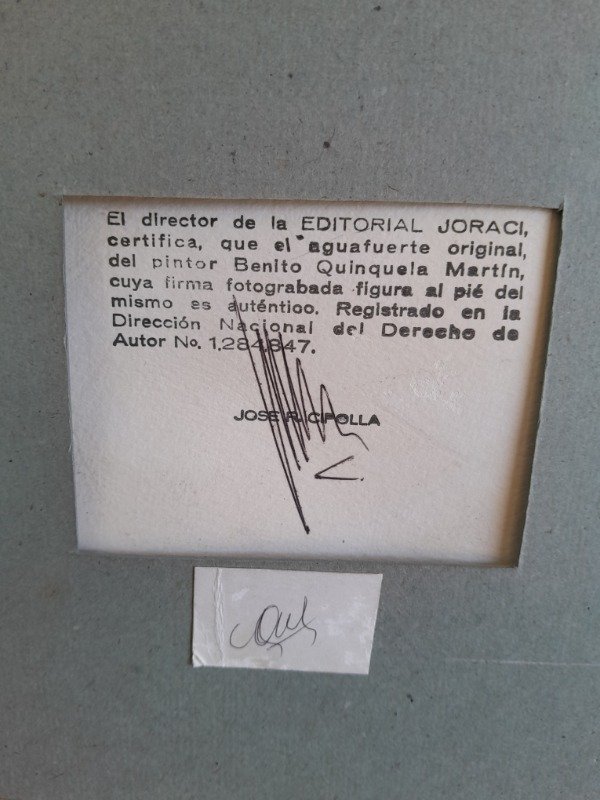 El director de la EDITORIAL JORACI,
certifica, que el aguafuerte original,
del pintor Benito Quinquela Martín,
cuya firma fotograbada figura al pié del
mismo es auténtico. Registrado en la
Dirección Nacional del Derecho de
Autor No. 1.284.847.
JOSE R. CIPOLLA